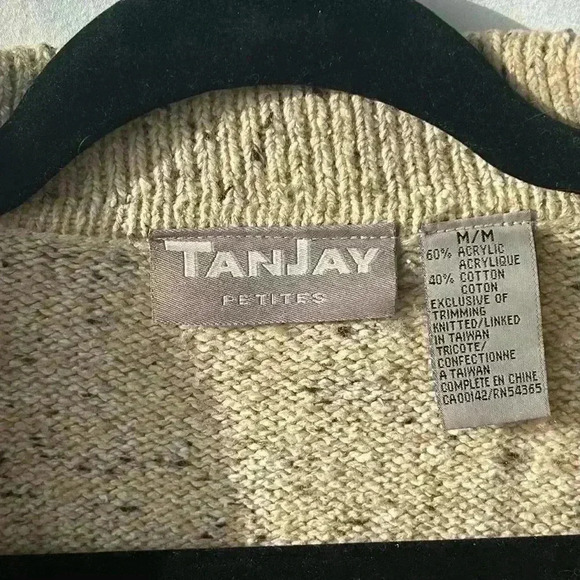 TANJAY
PETITES
M/M
60% ACRYLIC
ACRYLIQUE
40% COTTON
COTON
EXCLUSIVE OF
TRIMMING
KNITTED/LINKED
IN TAIWAN
TRICOTE/
CONFECTIONNE
A TAIWAN
COMPLETE EN CHINE
CA00142/RN54365